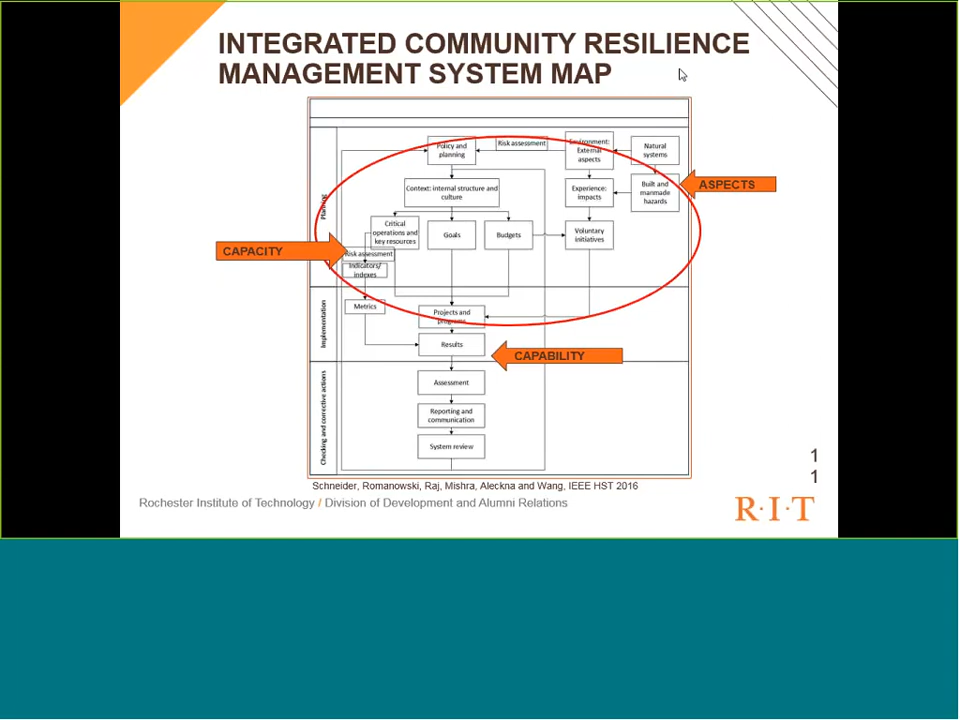 INTEGRATED COMMUNITY RESILIENCE
MANAGEMENT SYSTEM MAP
Planning
Policy and
planning
Risk assessment
Environment:
External
aspects
Natural
systems
Context: internal structure and
culture
Experience:
impacts
Built and
manmade
hazards
ASPECTS
Critical
operations and
key resources
Goals
Budgets
Voluntary
initiatives
CAPACITY
Risk assessment
Indicators/
indexes
Implementation
Metrics
Projects and
programs
Results
CAPABILITY
Checking and corrective actions
Assessment
Reporting and
communication
System review
1
1
Schneider, Romanowski, Raj, Mishra, Aleckna and Wang, IEEE HST 2016
Rochester Institute of Technology / Division of Development and Alumni Relations
R·I·T